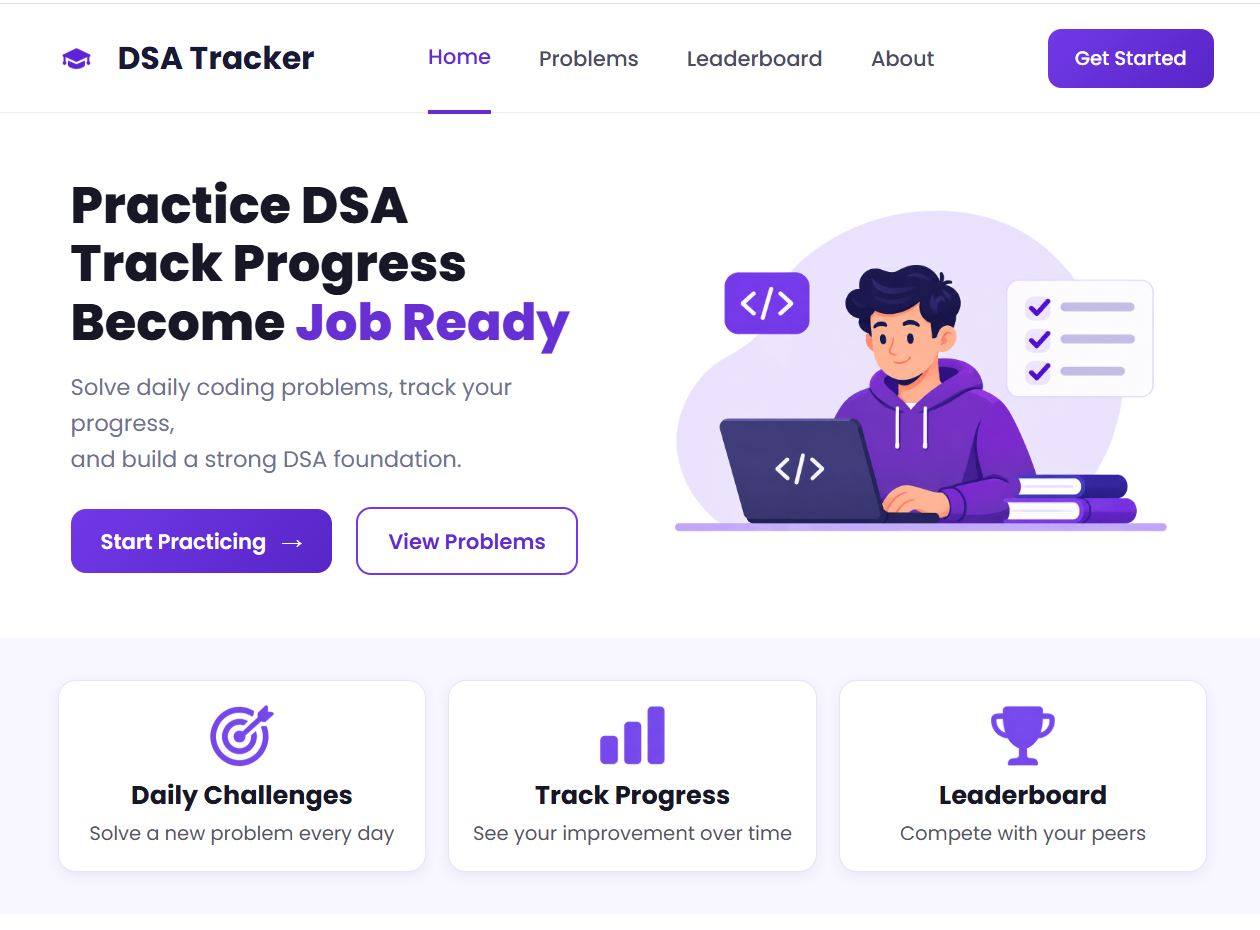 DSA Tracker
Home
Problems
Leaderboard
About
Get Started
Practice DSA
Track Progress
Become Job Ready
Solve daily coding problems, track your
progress,
and build a strong DSA foundation.
Start Practicing →
View Problems
</>
</>
Daily Challenges
Solve a new problem every day
Track Progress
See your improvement over time
Leaderboard
Compete with your peers